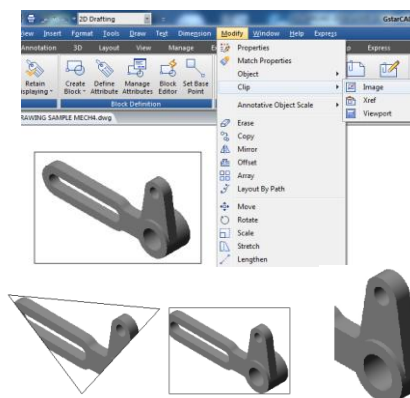 2D Drafting
GstarCAD
View Insert Format Tools Draw Text Dimension Modify Window Help Express
Annotation 3D Layout View Manage Express
Retain Create Define Manage Block Set Base
Displaying Block Attribute Attributes Editor Point
Block Definition
DRAWING SAMPLE MECH4.dwg
Properties
Match Properties
Object
Clip
Annotative Object Scale
Erase
Copy
Mirror
Offset
Array
Layout By Path
Move
Rotate
Scale
Stretch
Lengthen
Image
Xref
Viewport